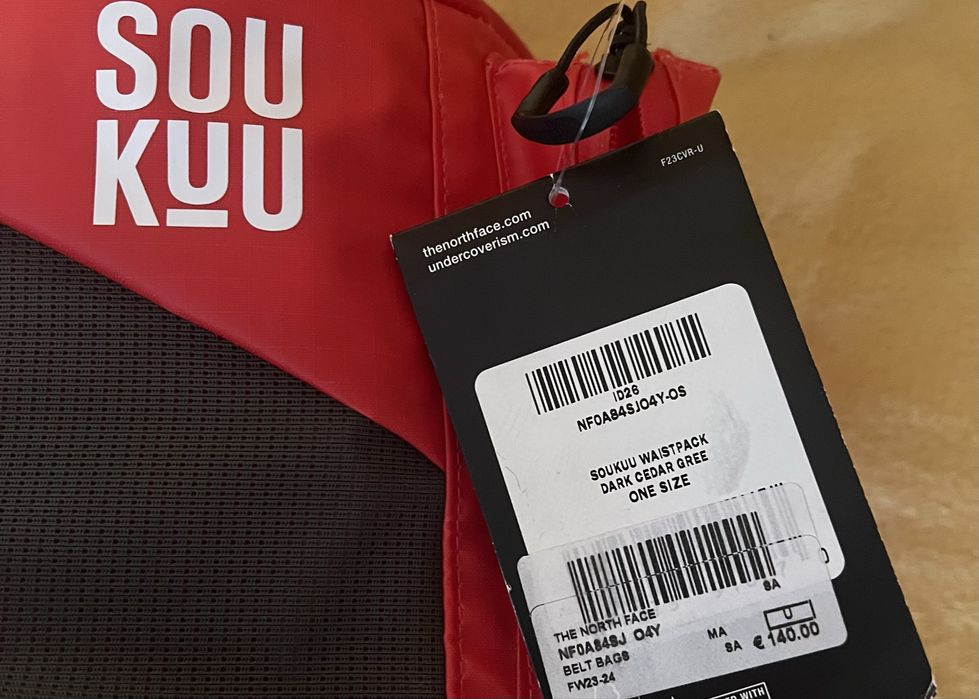 SOU
KUU
F23CVR-U
thenorthface.com
undercoverism.com
ID26
NF0A84SJO4Y-OS
SOUKUU WAISTPACK
DARK CEDAR GREE
ONE SIZE
SA
THE NORTH FACE
NF0A84SJ O4Y
MA
U
BELT BAGS
SA €140.00
FW23-24
WITH